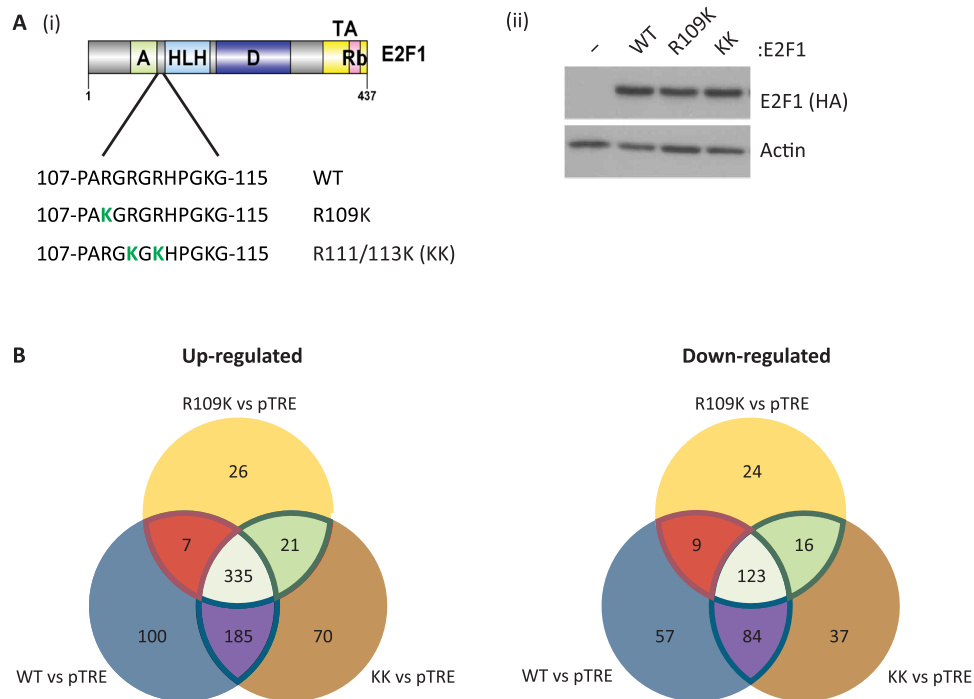 A (i)
TA
A HLH D Rb E2F1
1 437
107-PARGRGRHPGKG-115 WT
107-PAKGRGRHPGKG-115 R109K
107-PARGKGKHPGKG-115 R111/113K (KK)
(ii)
– WT R109K KK :E2F1
E2F1 (HA)
Actin
B
Up-regulated
R109K vs pTRE
26
7 21
335
100 185 70
WT vs pTRE KK vs pTRE
Down-regulated
R109K vs pTRE
24
9 16
123
57 84 37
WT vs pTRE KK vs pTRE